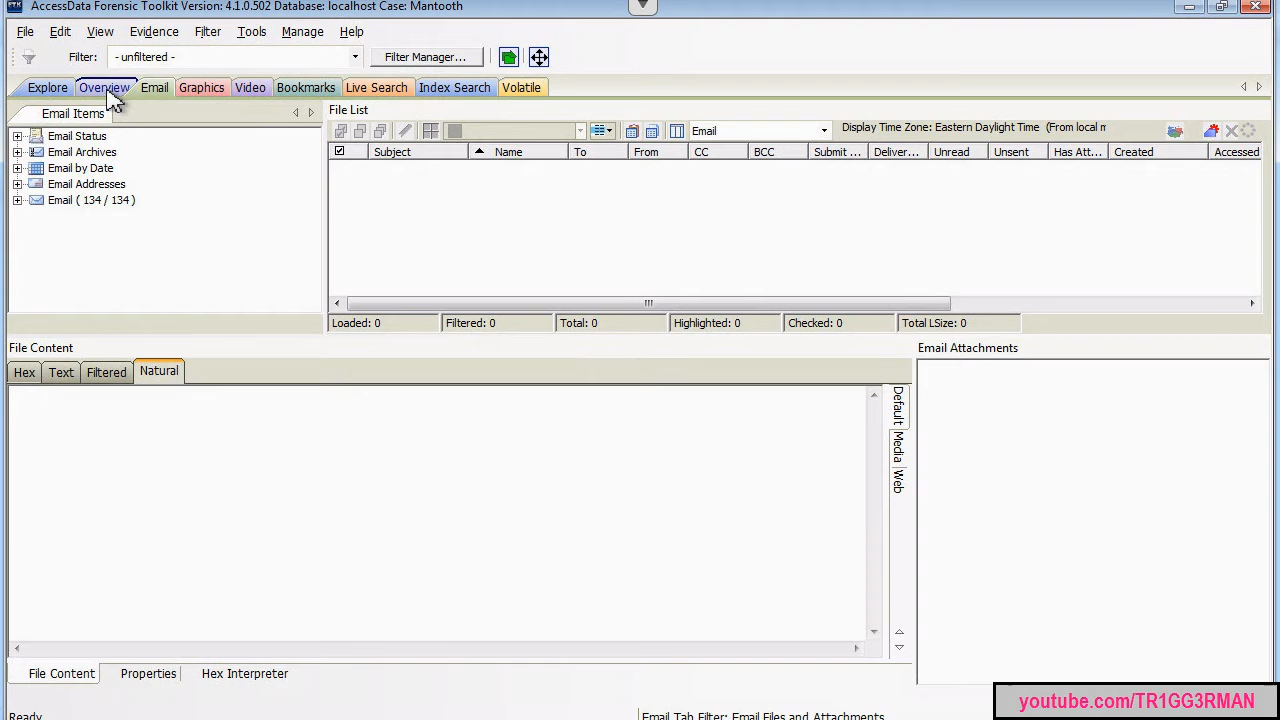 AccessData Forensic Toolkit Version: 4.1.0.502 Database: localhost Case: Mantooth
File Edit View Evidence Filter Tools Manage Help
Filter: - unfiltered - Filter Manager...
Explore Overview Email Graphics Video Bookmarks Live Search Index Search Volatile
Email Items
Email Status
Email Archives
Email by Date
Email Addresses
Email ( 134 / 134 )
File List
Email Display Time Zone: Eastern Daylight Time (From local m
Subject Name To From CC BCC Submit ... Deliver... Unread Unsent Has Att... Created Accessed
Loaded: 0 Filtered: 0 Total: 0 Highlighted: 0 Checked: 0 Total LSize: 0
File Content
Hex Text Filtered Natural
Default
Media
Web
Email Attachments
File Content Properties Hex Interpreter
Ready Email Tab Filter: Email Files and Attachments
youtube.com/TR1GG3RMAN